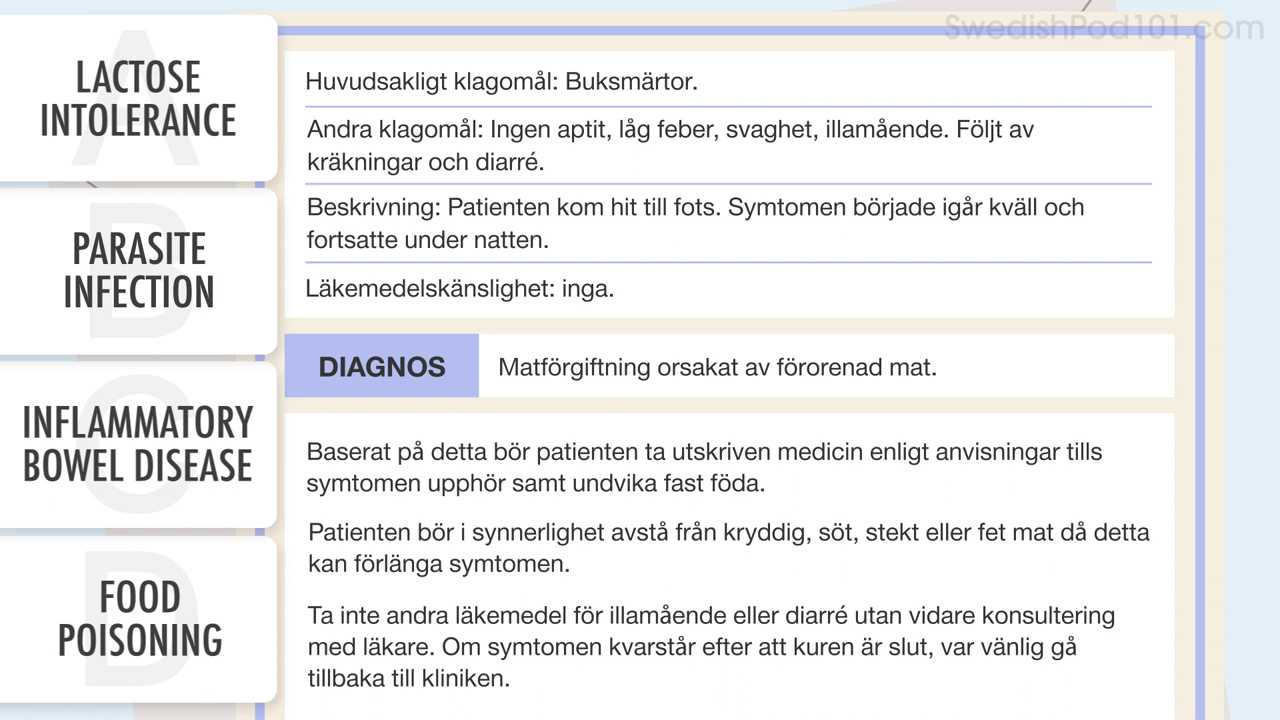 SwedishPod101.com
A
LACTOSE
INTOLERANCE
B
PARASITE
INFECTION
C
INFLAMMATORY
BOWEL DISEASE
D
FOOD
POISONING
Huvudsakligt klagomål: Buksmärtor.
Andra klagomål: Ingen aptit, låg feber, svaghet, illamående. Följt av
kräkningar och diarré.
Beskrivning: Patienten kom hit till fots. Symtomen började igår kväll och
fortsatte under natten.
Läkemedelskänslighet: inga.
DIAGNOS
Matförgiftning orsakat av förorenad mat.
Baserat på detta bör patienten ta utskriven medicin enligt anvisningar tills
symtomen upphör samt undvika fast föda.
Patienten bör i synnerlighet avstå från kryddig, söt, stekt eller fet mat då detta
kan förlänga symtomen.
Ta inte andra läkemedel för illamående eller diarré utan vidare konsultering
med läkare. Om symtomen kvarstår efter att kuren är slut, var vänlig gå
tillbaka till kliniken.